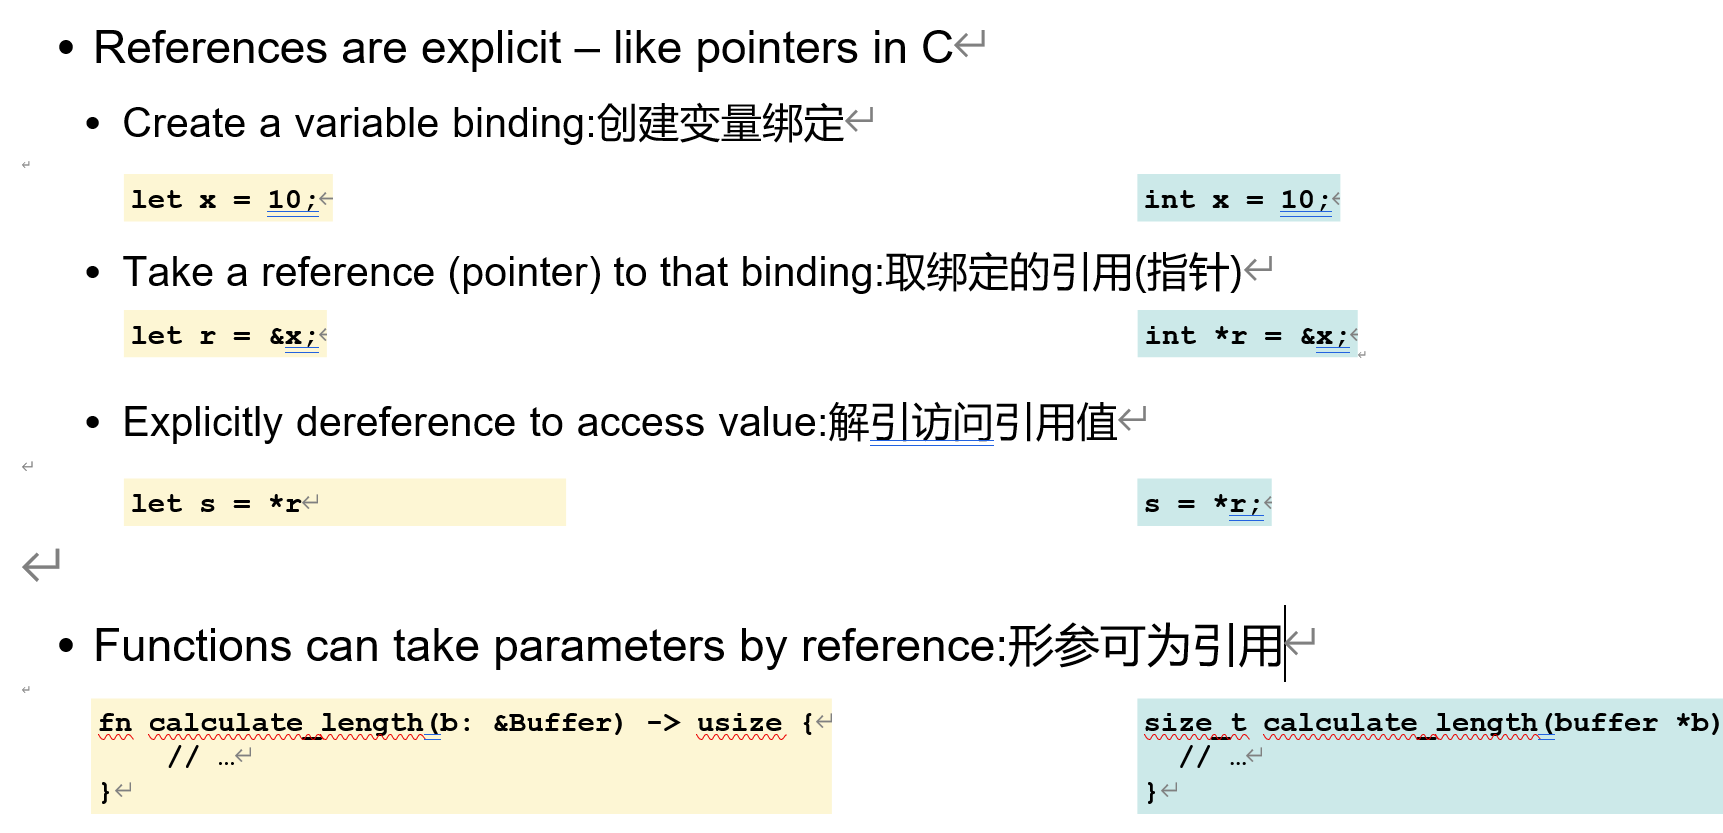 • References are explicit – like pointers in C
• Create a variable binding:创建变量绑定
let x = 10;
int x = 10;
• Take a reference (pointer) to that binding:取绑定的引用(指针)
let r = &x;
int *r = &x;
• Explicitly dereference to access value:解引访问引用值
let s = *r
s = *r;
• Functions can take parameters by reference:形参可为引用
fn calculate_length(b: &Buffer) -> usize {
// …
}
size_t calculate_length(buffer *b)
// …
}